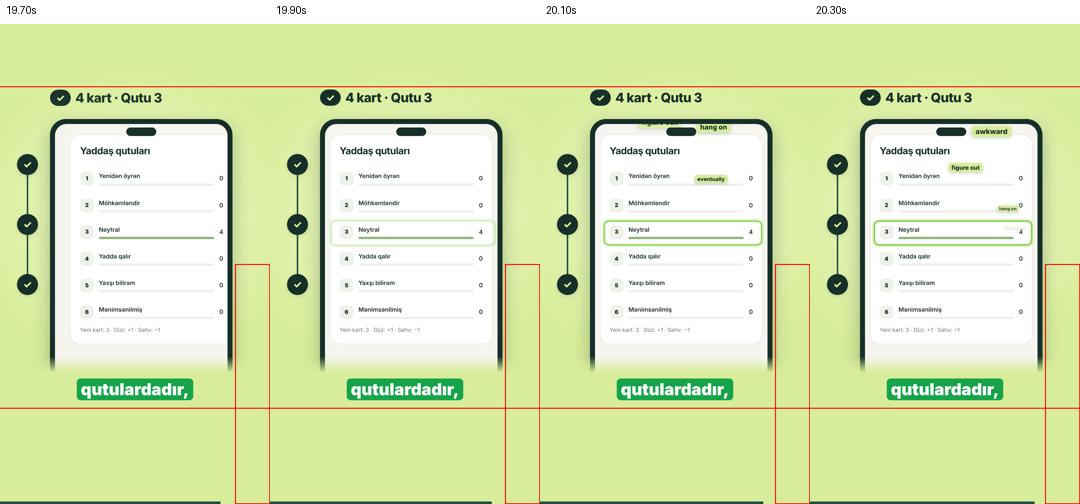 19.70s
4 kart · Qutu 3
Yaddaş qutuları
1 Yenidən öyrən 0
2 Möhkəmləndir 0
3 Neytral 4
4 Yadda qalır 0
5 Yaxşı bilirəm 0
6 Mənimsənilmiş 0
Yeni kart: 3 · Düz: +1 · Səhv: −1
qutulardadır,
19.90s
4 kart · Qutu 3
Yaddaş qutuları
1 Yenidən öyrən 0
2 Möhkəmləndir 0
3 Neytral 4
4 Yadda qalır 0
5 Yaxşı bilirəm 0
6 Mənimsənilmiş 0
Yeni kart: 3 · Düz: +1 · Səhv: −1
qutulardadır,
20.10s
4 kart · Qutu 3
figure out
hang on
Yaddaş qutuları
1 Yenidən öyrən 0
eventually
2 Möhkəmləndir 0
3 Neytral 4
4 Yadda qalır 0
5 Yaxşı bilirəm 0
6 Mənimsənilmiş 0
Yeni kart: 3 · Düz: +1 · Səhv: −1
qutulardadır,
20.30s
4 kart · Qutu 3
awkward
Yaddaş qutuları
figure out
1 Yenidən öyrən 0
2 Möhkəmləndir 0
hang on
3 Neytral 4
4 Yadda qalır 0
5 Yaxşı bilirəm 0
6 Mənimsənilmiş 0
Yeni kart: 3 · Düz: +1 · Səhv: −1
qutulardadır,